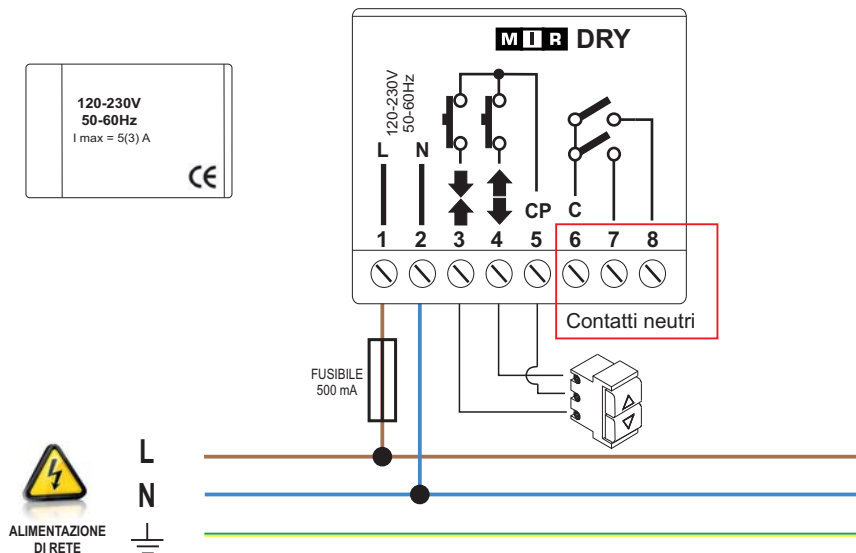 MIR DRY
120-230V
50-60Hz
I max = 5(3) A
CE
120-230V
50-60Hz
L N
CP C
1 2 3 4 5 6 7 8
Contatti neutri
FUSIBILE
500 mA
L
N
ALIMENTAZIONE
DI RETE